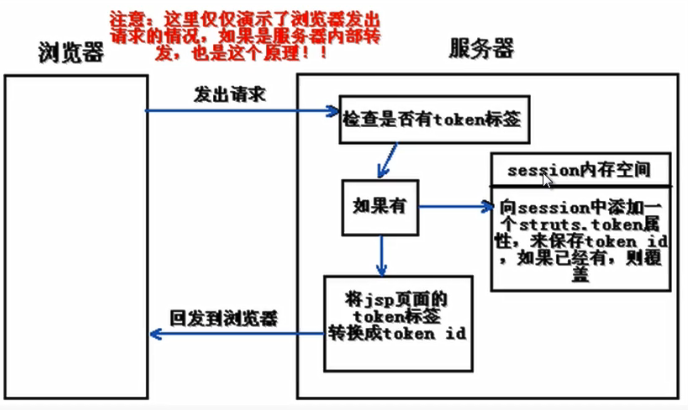 注意：这里仅仅演示了浏览器发出
请求的情况，如果是服务器内部转
发，也是这个原理！！
浏览器
服务器
发出请求
检查是否有token标签
session内存空间
如果有
向session中添加一
个struts.token属
性，来保存token id
，如果已经有，则覆
盖
将jsp页面的
token标签
转换成token id
回发到浏览器